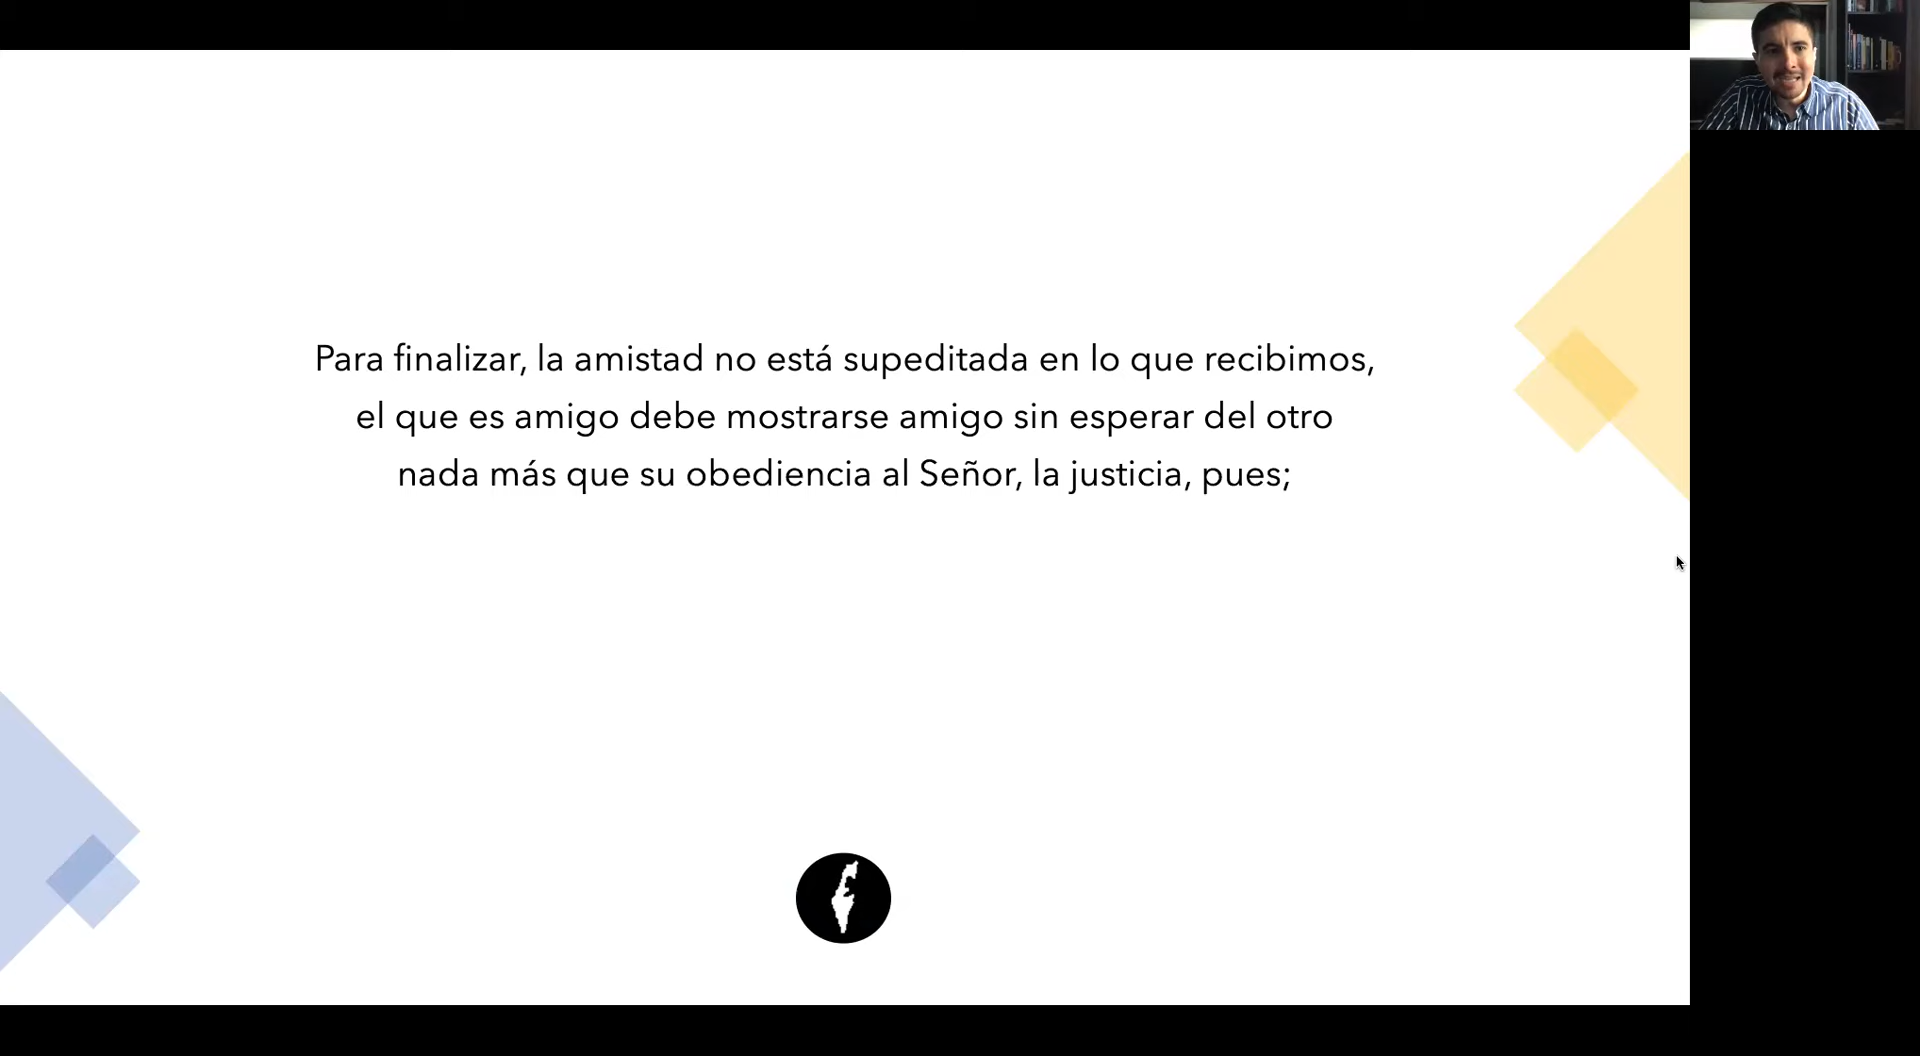 Para finalizar, la amistad no está supeditada en lo que recibimos,
el que es amigo debe mostrarse amigo sin esperar del otro
nada más que su obediencia al Señor, la justicia, pues;